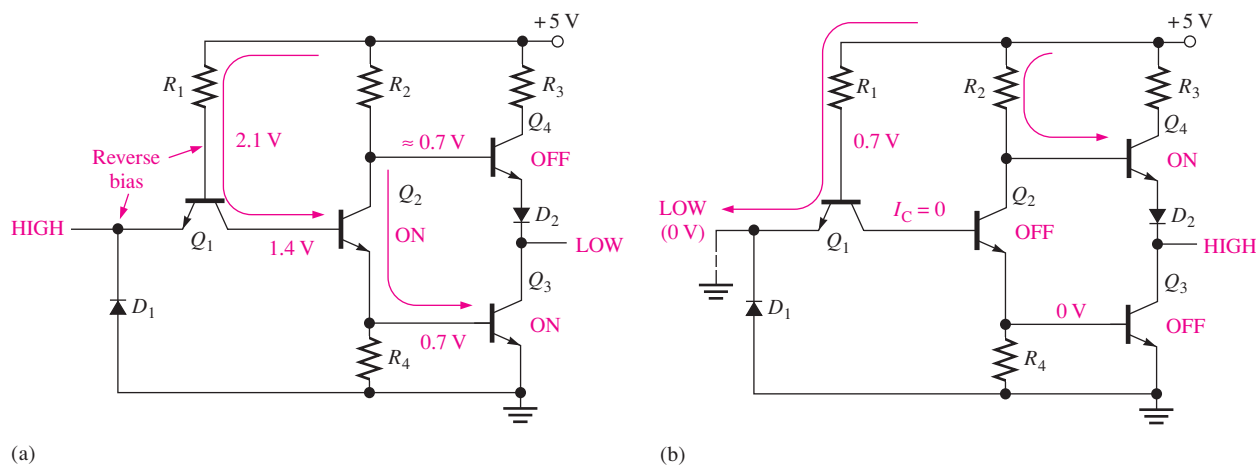 +5 V
R1
R2
R3
Q4
2.1 V
≈ 0.7 V
OFF
Reverse
bias
Q2
D2
HIGH
Q1
1.4 V
ON
LOW
Q3
D1
0.7 V
ON
R4
(a)
+5 V
R1
R2
R3
Q4
0.7 V
ON
Q2
D2
LOW
(0 V)
IC = 0
Q1
OFF
HIGH
Q3
D1
0 V
OFF
R4
(b)